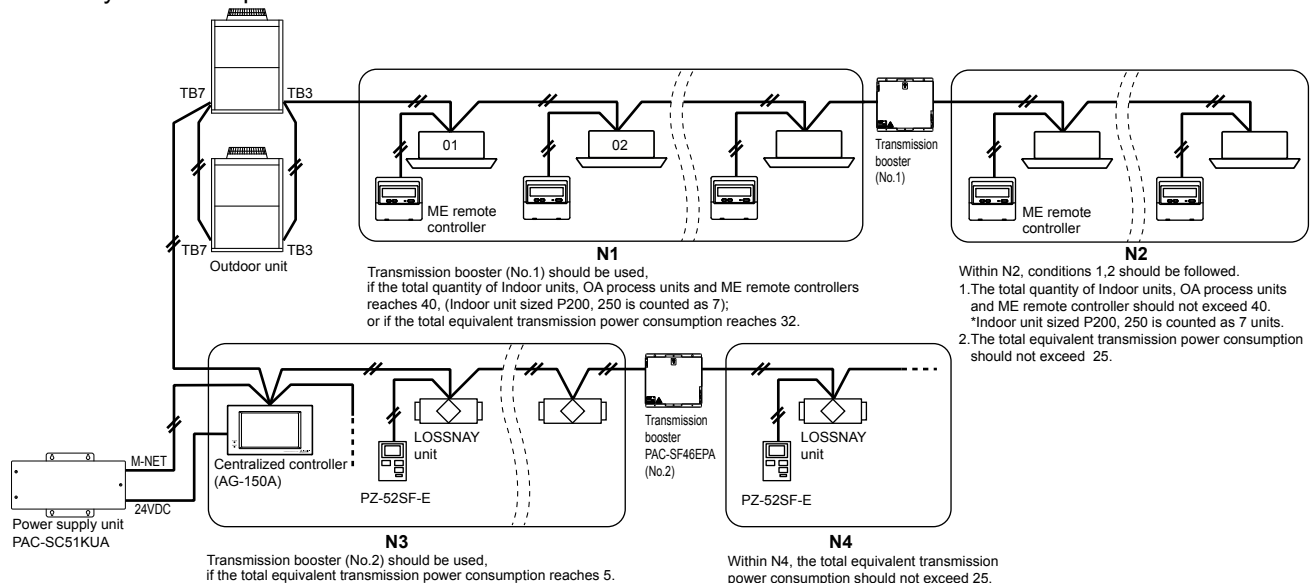 TB7
TB3
TB7
TB3
Outdoor unit
01
02
ME remote
controller
N1
Transmission booster (No.1) should be used,
if the total quantity of Indoor units, OA process units and ME remote controllers
reaches 40, (Indoor unit sized P200, 250 is counted as 7);
or if the total equivalent transmission power consumption reaches 32.
Transmission
booster
(No.1)
ME remote
controller
N2
Within N2, conditions 1,2 should be followed.
1.The total quantity of Indoor units, OA process units
and ME remote controller should not exceed 40.
*Indoor unit sized P200, 250 is counted as 7 units.
2.The total equivalent transmission power consumption
should not exceed 25.
M-NET
24VDC
Power supply unit
PAC-SC51KUA
Centralized controller
(AG-150A)
LOSSNAY
unit
PZ-52SF-E
N3
Transmission booster (No.2) should be used,
if the total equivalent transmission power consumption reaches 5.
Transmission
booster
PAC-SF46EPA
(No.2)
LOSSNAY
unit
PZ-52SF-E
N4
Within N4, the total equivalent transmission
power consumption should not exceed 25.